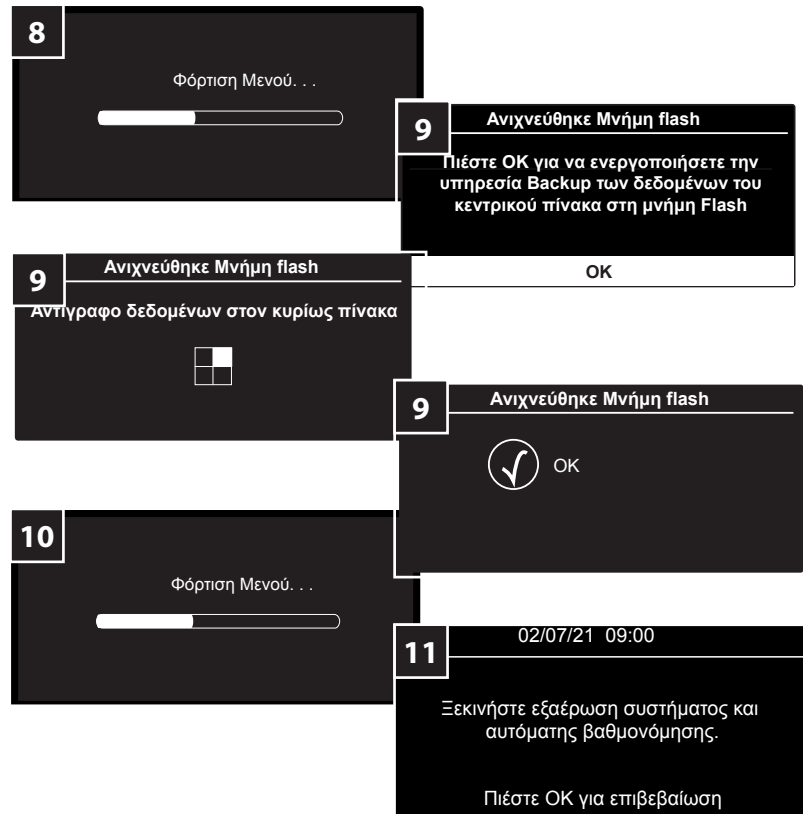 8
Φόρτιση Μενού. . .
9
Ανιχνεύθηκε Μνήμη flash
Πιέστε OK για να ενεργοποιήσετε την
υπηρεσία Backup των δεδομένων του
κεντρικού πίνακα στη μνήμη Flash
OK
9
Ανιχνεύθηκε Μνήμη flash
Αντίγραφο δεδομένων στον κυρίως πίνακα
9
Ανιχνεύθηκε Μνήμη flash
OK
10
Φόρτιση Μενού. . .
11
02/07/21 09:00
Ξεκινήστε εξαέρωση συστήματος και
αυτόματης βαθμονόμησης.
Πιέστε OK για επιβεβαίωση